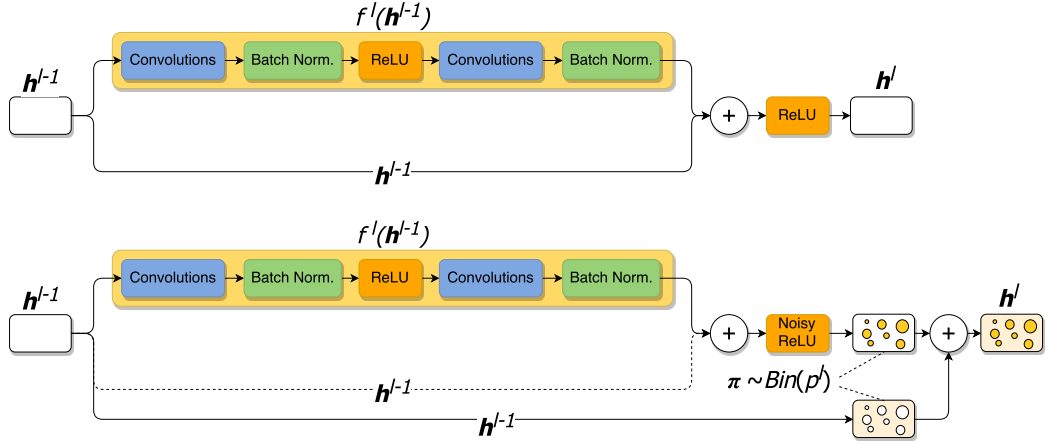 f^l(h^{l-1})
Convolutions Batch Norm. ReLU Convolutions Batch Norm.
h^{l-1}
h^l
+ ReLU
h^{l-1}
f^l(h^{l-1})
Convolutions Batch Norm. ReLU Convolutions Batch Norm.
h^{l-1}
h^l
+ Noisy +
ReLU
π ~Bin(p^l)
h^{l-1}
h^{l-1}